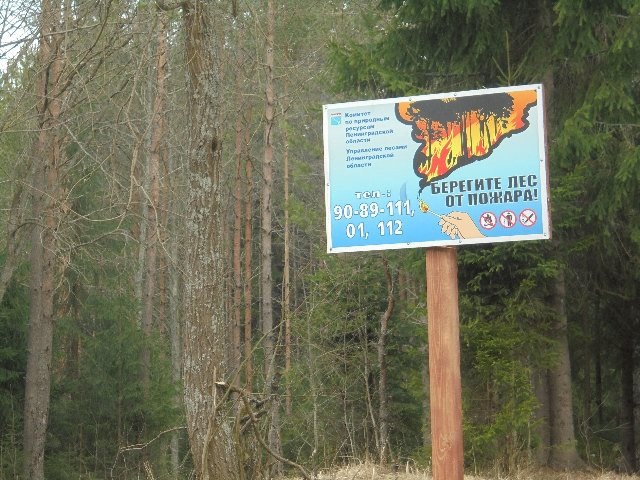 Комитет
по природным
ресурсам
Ленинградской
области
Управление лесами
Ленинградской
области
тел.:
90-89-111,
01, 112
БЕРЕГИТЕ ЛЕС
ОТ ПОЖАРА!